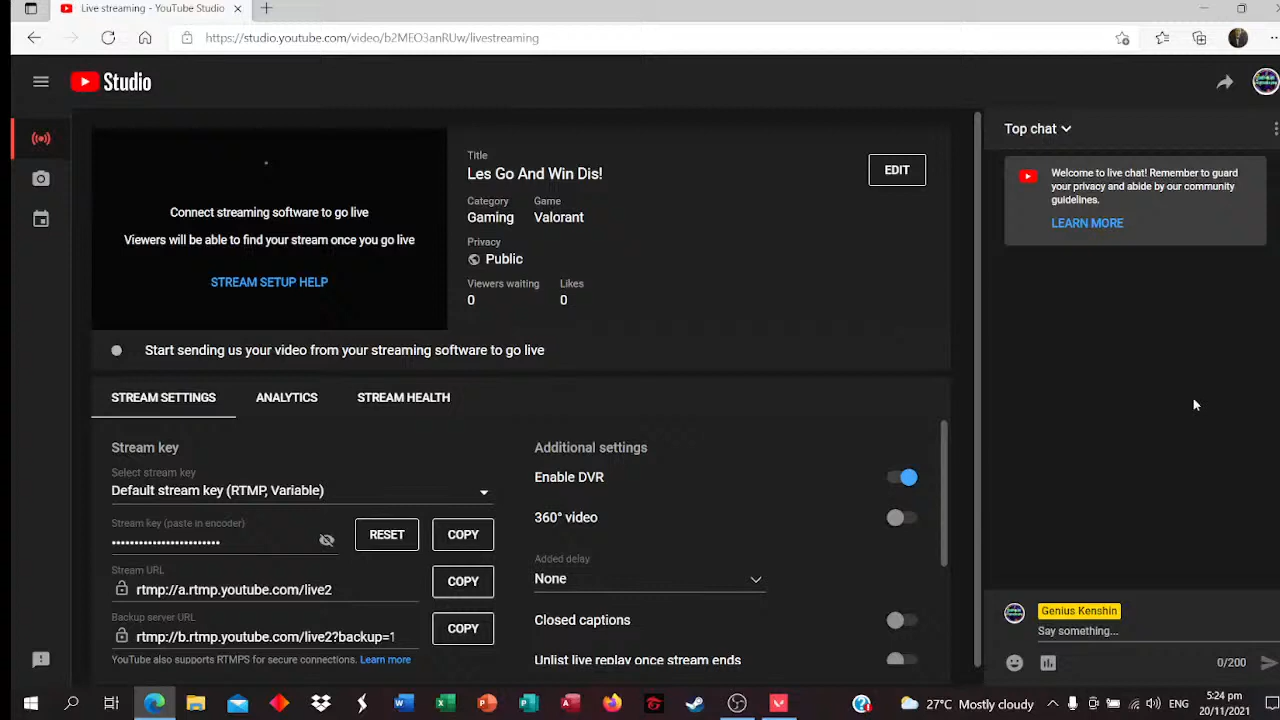 Live streaming - YouTube Studio
https://studio.youtube.com/video/b2MEO3anRUw/livestreaming
Studio
Connect streaming software to go live
Viewers will be able to find your stream once you go live
STREAM SETUP HELP
Title
Les Go And Win Dis!
EDIT
Category
Game
Gaming
Valorant
Privacy
Public
Viewers waiting
Likes
0
0
Start sending us your video from your streaming software to go live
Top chat
Welcome to live chat! Remember to guard
your privacy and abide by our community
guidelines.
LEARN MORE
STREAM SETTINGS
ANALYTICS
STREAM HEALTH
Stream key
Select stream key
Default stream key (RTMP, Variable)
Stream key (paste in encoder)
RESET
COPY
Stream URL
rtmp://a.rtmp.youtube.com/live2
COPY
Backup server URL
rtmp://b.rtmp.youtube.com/live2?backup=1
COPY
YouTube also supports RTMPS for secure connections. Learn more
Additional settings
Enable DVR
360° video
Added delay
None
Closed captions
Unlist live replay once stream ends
Genius Kenshin
Say something...
0/200
27°C Mostly cloudy
ENG
5:24 pm
20/11/2021